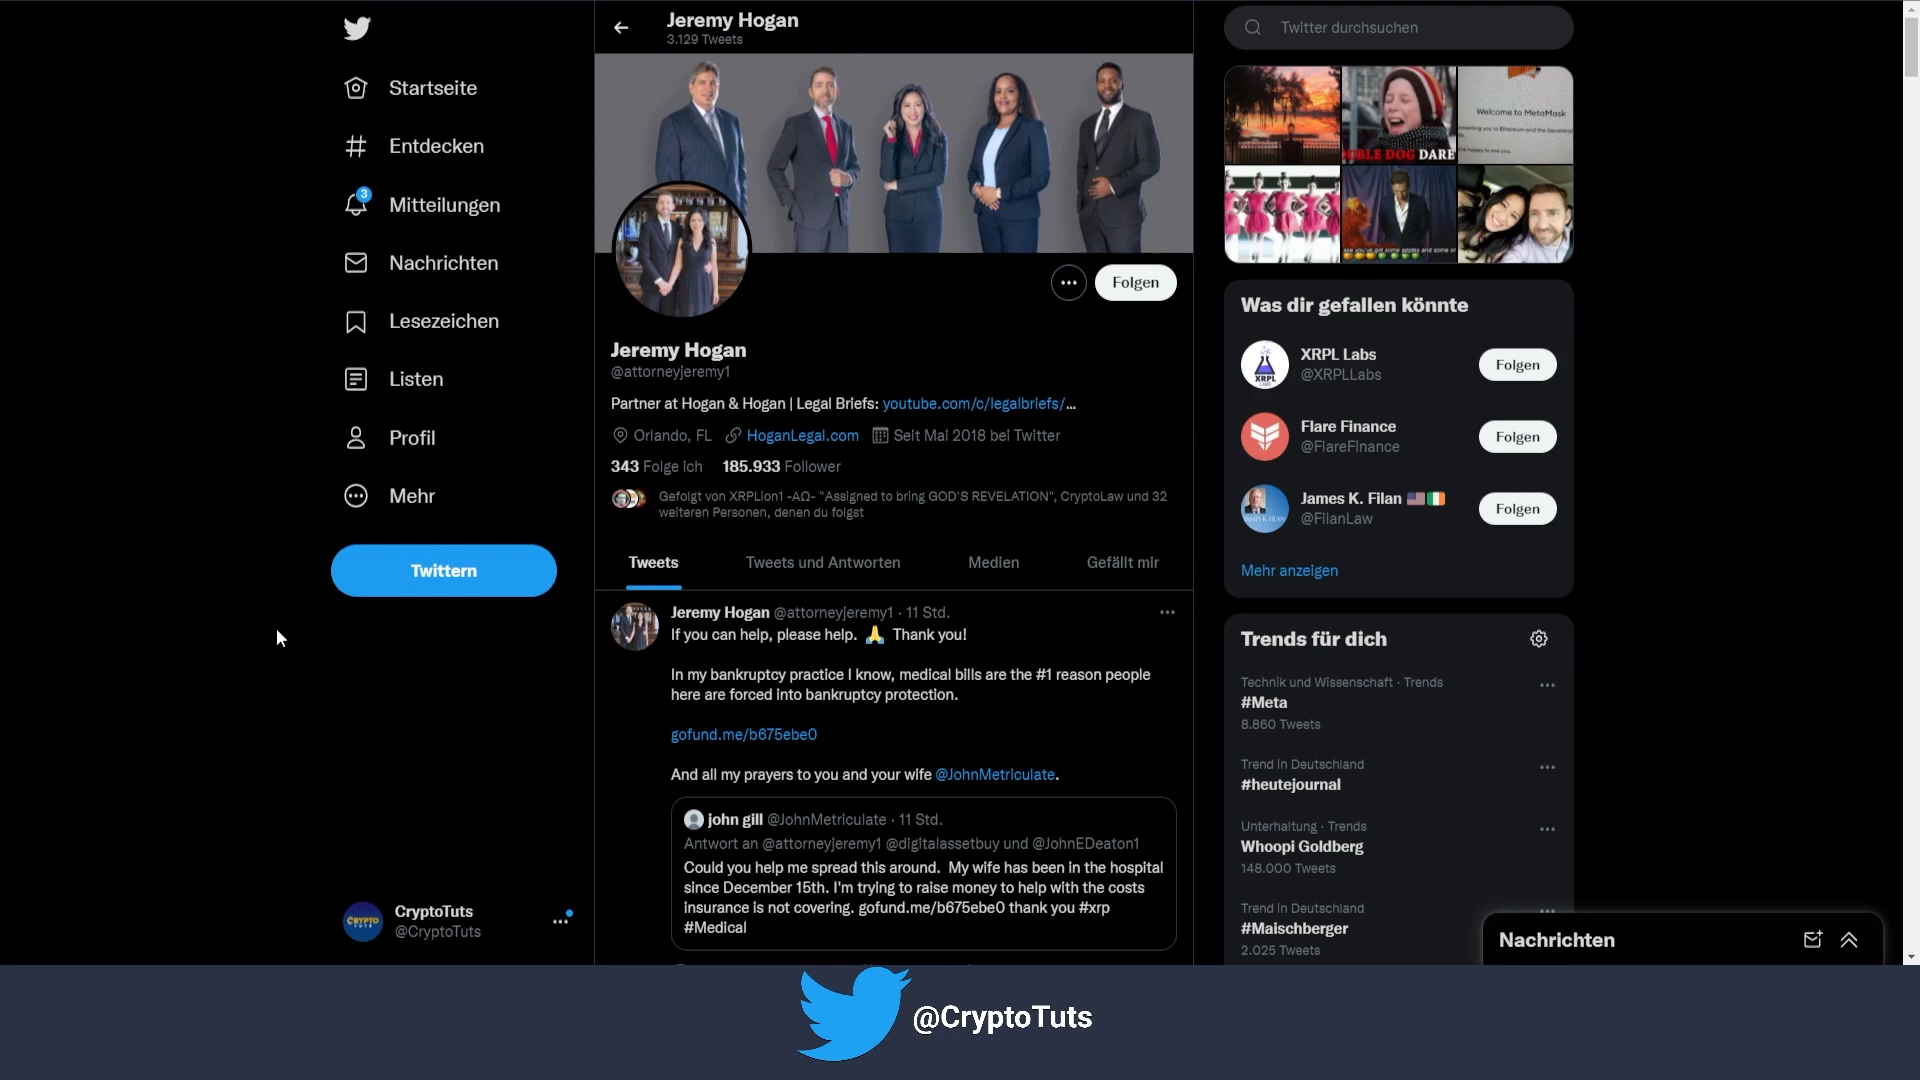 Startseite
Entdecken
3
Mitteilungen
Nachrichten
Lesezeichen
Listen
Profil
Mehr
Twittern
CryptoTuts
@CryptoTuts
CRYPTO
TUTS
Jeremy Hogan
3.129 Tweets
Folgen
Jeremy Hogan
@attorneyjeremy1
Partner at Hogan & Hogan | Legal Briefs: youtube.com/c/legalbriefs/…
Orlando, FL HoganLegal.com Seit Mai 2018 bei Twitter
343 Folge ich 185.933 Follower
Gefolgt von XRPLion1 -AΩ- "Assigned to bring GOD'S REVELATION", CryptoLaw und 32
weiteren Personen, denen du folgst
Tweets Tweets und Antworten Medien Gefällt mir
Jeremy Hogan @attorneyjeremy1 · 11 Std.
If you can help, please help. 🙏 Thank you!
In my bankruptcy practice I know, medical bills are the #1 reason people
here are forced into bankruptcy protection.
gofund.me/b675ebe0
And all my prayers to you and your wife @JohnMetriculate.
john gill @JohnMetriculate · 11 Std.
Antwort an @attorneyjeremy1 @digitalassetbuy und @JohnEDeaton1
Could you help me spread this around. My wife has been in the hospital
since December 15th. I'm trying to raise money to help with the costs
insurance is not covering. gofund.me/b675ebe0 thank you #xrp
#Medical
Twitter durchsuchen
UBLE DOG DARE
Welcome to MetaMask
Was dir gefallen könnte
XRPL
LABS
XRPL Labs
@XRPLLabs
Folgen
Flare Finance
@FlareFinance
Folgen
James K. Filan 🇺🇸🇮🇪
@FilanLaw
Folgen
Mehr anzeigen
Trends für dich
Technik und Wissenschaft · Trends
#Meta
8.860 Tweets
Trend in Deutschland
#heutejournal
Unterhaltung · Trends
Whoopi Goldberg
148.000 Tweets
Trend in Deutschland
#Maischberger
2.025 Tweets
Nachrichten
@CryptoTuts